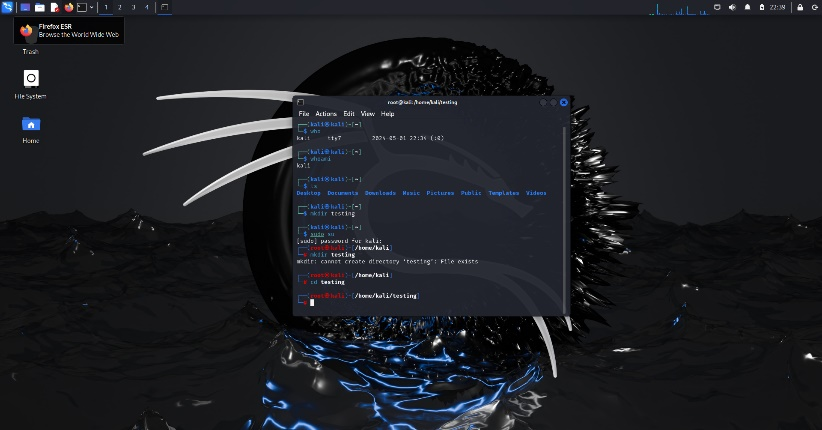 1 2 3 4
22:39
Firefox ESR
Browse the World Wide Web
Trash
File System
Home
root@kali: /home/kali/testing
File Actions Edit View Help
┌──(kali㉿kali)-[~]
└─$ who
kali tty7 2024-05-01 22:34 (:0)
┌──(kali㉿kali)-[~]
└─$ whoami
kali
┌──(kali㉿kali)-[~]
└─$ ls
Desktop Documents Downloads Music Pictures Public Templates Videos
┌──(kali㉿kali)-[~]
└─$ mkdir testing
┌──(kali㉿kali)-[~]
└─$ sudo su
[sudo] password for kali:
┌──(root㉿kali)-[/home/kali]
└─# mkdir testing
mkdir: cannot create directory 'testing': File exists
┌──(root㉿kali)-[/home/kali]
└─# cd testing
┌──(root㉿kali)-[/home/kali/testing]
└─#